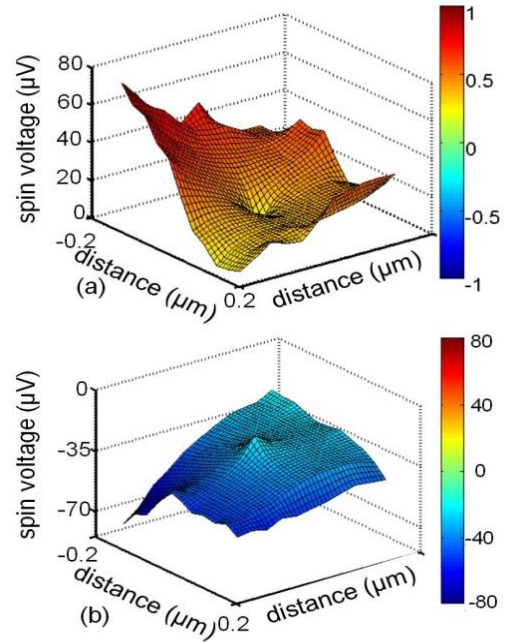 80
60
40
20
0
spin voltage (µV)
-0.2
distance (µm)
0.2
distance (µm)
(a)
1
0.5
0
-0.5
-1
0
-35
-70
spin voltage (µV)
-0.2
distance (µm)
0.2
distance (µm)
(b)
80
40
0
-40
-80